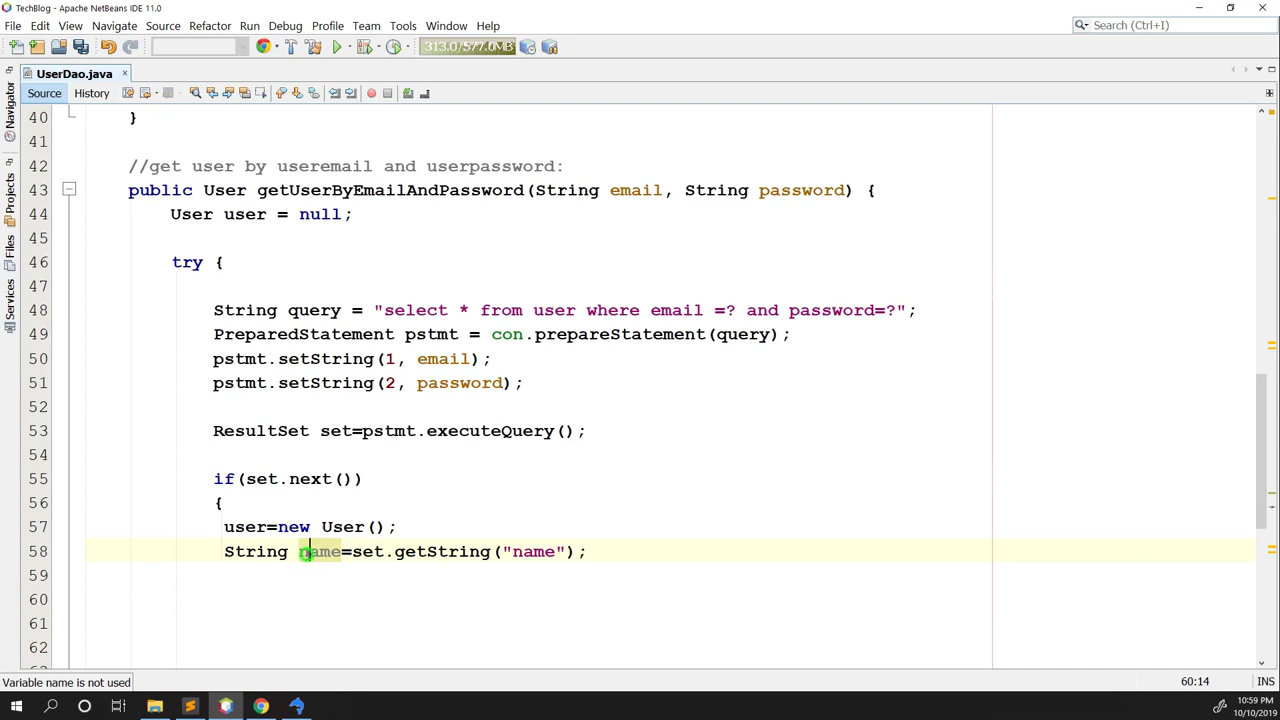 TechBlog - Apache NetBeans IDE 11.0
File Edit View Navigate Source Refactor Run Debug Profile Team Tools Window Help
Search (Ctrl+I)
313.0/577.0MB
UserDao.java
Source History
Navigator
Projects
Files
Services
40 }
41
42 //get user by useremail and userpassword:
43 public User getUserByEmailAndPassword(String email, String password) {
44 User user = null;
45
46 try {
47
48 String query = "select * from user where email =? and password=?";
49 PreparedStatement pstmt = con.prepareStatement(query);
50 pstmt.setString(1, email);
51 pstmt.setString(2, password);
52
53 ResultSet set=pstmt.executeQuery();
54
55 if(set.next())
56 {
57 user=new User();
58 String name=set.getString("name");
59
60
61
62
Variable name is not used
60:14 INS
10:59 PM
10/10/2019